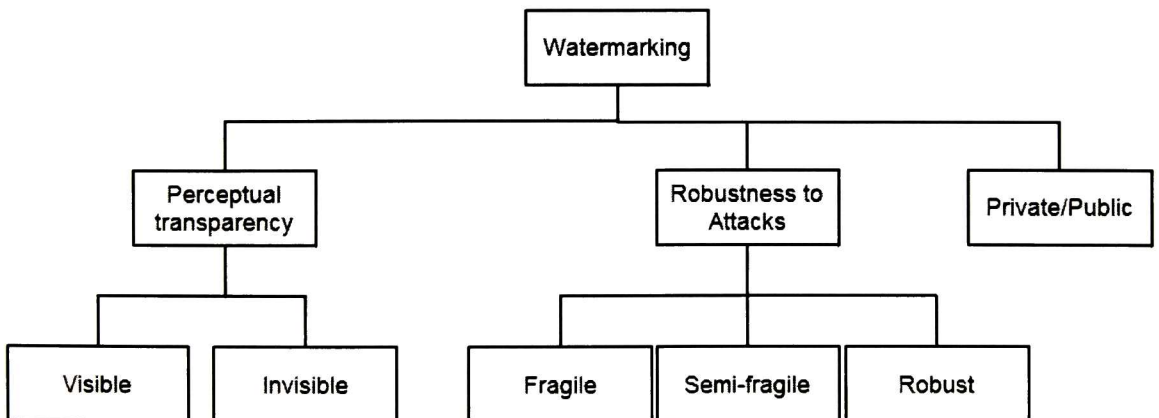 Watermarking
Perceptual
transparency
Robustness to
Attacks
Private/Public
Visible
Invisible
Fragile
Semi-fragile
Robust